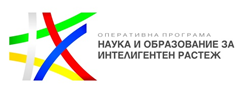 ОПЕРАТИВНА ПРОГРАМА
НАУКА И ОБРАЗОВАНИЕ ЗА
ИНТЕЛИГЕНТЕН РАСТЕЖ